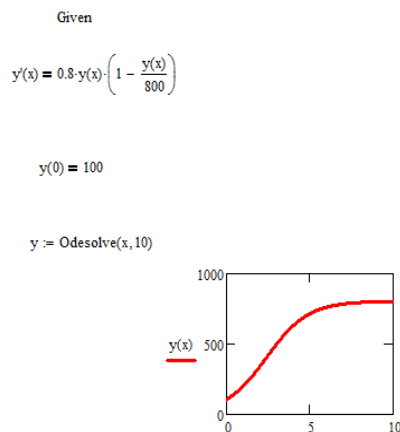 Given
y'(x) = 0.8·y(x)·(1 − y(x)/800)
y(0) = 100
y := Odesolve(x, 10)
1000
y(x) 500
0
0 5 10